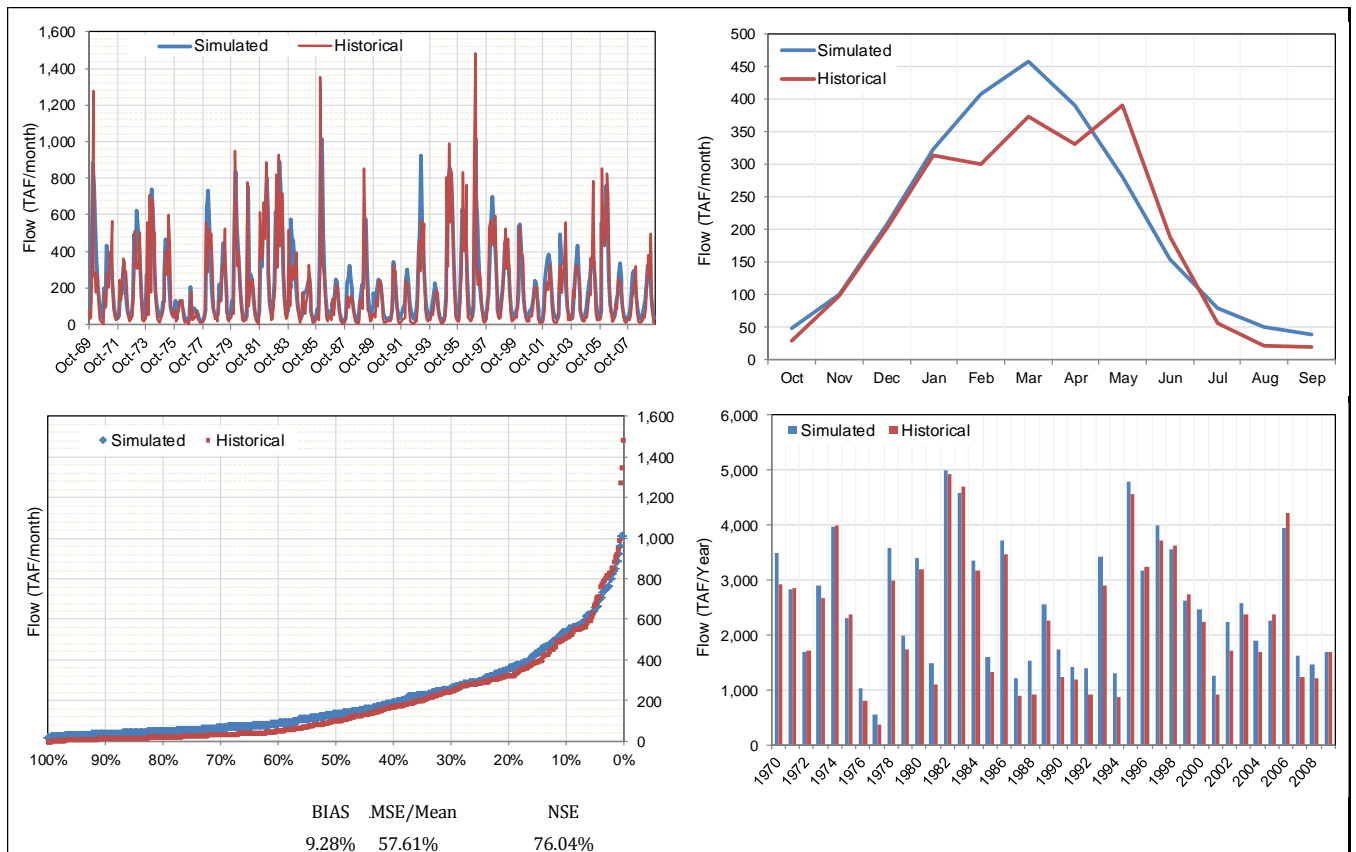 Simulated Historical
Flow (TAF/month)
1,600
1,400
1,200
1,000
800
600
400
200
0
Oct-69 Oct-71 Oct-73 Oct-75 Oct-77 Oct-79 Oct-81 Oct-83 Oct-85 Oct-87 Oct-89 Oct-91 Oct-93 Oct-95 Oct-97 Oct-99 Oct-01 Oct-03 Oct-05 Oct-07
Simulated
Historical
Flow (TAF/month)
500
450
400
350
300
250
200
150
100
50
0
Oct Nov Dec Jan Feb Mar Apr May Jun Jul Aug Sep
Simulated Historical
Flow (TAF/month)
1,600
1,400
1,200
1,000
800
600
400
200
0
100% 90% 80% 70% 60% 50% 40% 30% 20% 10% 0%
Simulated Historical
Flow (TAF/Year)
6,000
5,000
4,000
3,000
2,000
1,000
0
1970 1972 1974 1976 1978 1980 1982 1984 1986 1988 1990 1992 1994 1996 1998 2000 2002 2004 2006 2008
BIAS MSE/Mean NSE
9.28% 57.61% 76.04%